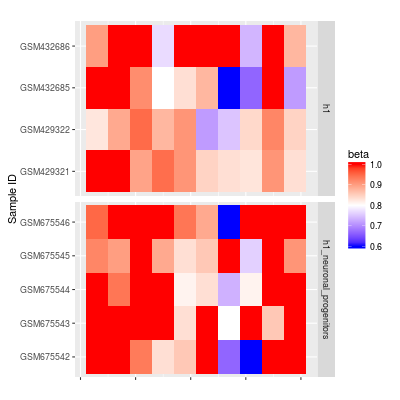 GSM432686
GSM432685
GSM429322
GSM429321
h1
GSM675546
GSM675545
GSM675544
GSM675543
GSM675542
h1_neuronal_progenitors
Sample ID
beta
1.0
0.9
0.8
0.7
0.6